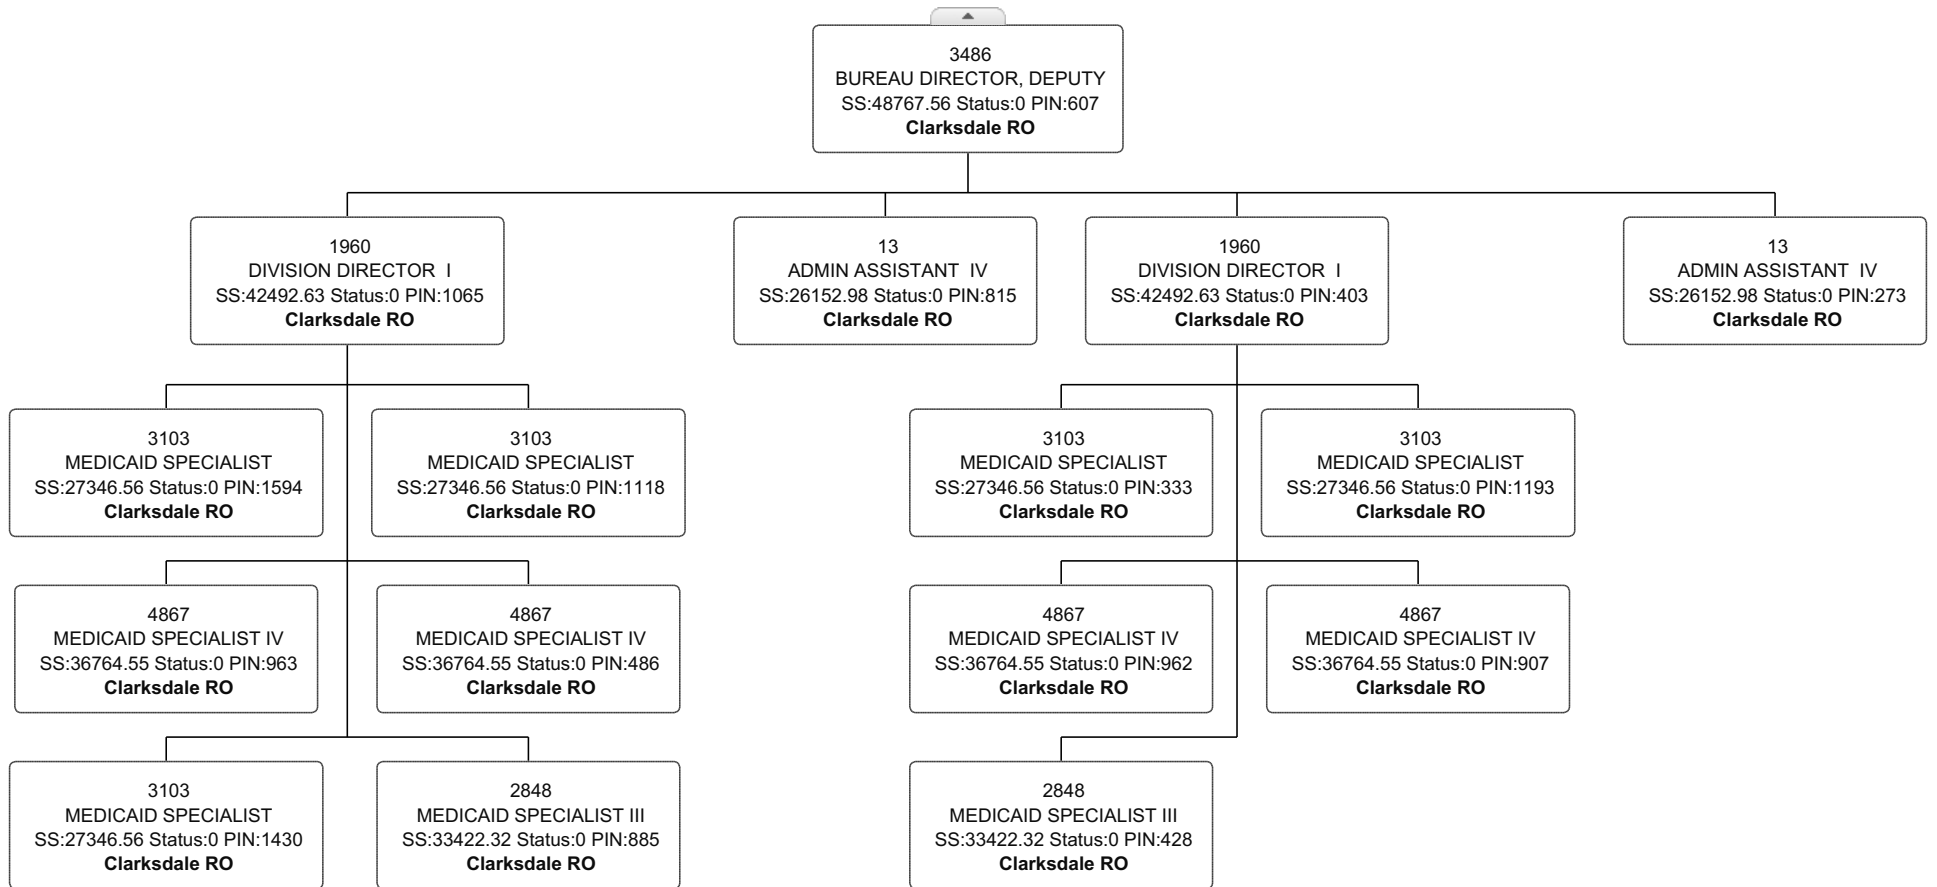 3486
BUREAU DIRECTOR, DEPUTY
SS:48767.56 Status:0 PIN:607
Clarksdale RO
1960
DIVISION DIRECTOR  I
SS:42492.63 Status:0 PIN:1065
Clarksdale RO
13
ADMIN ASSISTANT  IV
SS:26152.98 Status:0 PIN:815
Clarksdale RO
1960
DIVISION DIRECTOR  I
SS:42492.63 Status:0 PIN:403
Clarksdale RO
13
ADMIN ASSISTANT  IV
SS:26152.98 Status:0 PIN:273
Clarksdale RO
3103
MEDICAID SPECIALIST
SS:27346.56 Status:0 PIN:1594
Clarksdale RO
3103
MEDICAID SPECIALIST
SS:27346.56 Status:0 PIN:1118
Clarksdale RO
3103
MEDICAID SPECIALIST
SS:27346.56 Status:0 PIN:333
Clarksdale RO
3103
MEDICAID SPECIALIST
SS:27346.56 Status:0 PIN:1193
Clarksdale RO
4867
MEDICAID SPECIALIST IV
SS:36764.55 Status:0 PIN:963
Clarksdale RO
4867
MEDICAID SPECIALIST IV
SS:36764.55 Status:0 PIN:486
Clarksdale RO
4867
MEDICAID SPECIALIST IV
SS:36764.55 Status:0 PIN:962
Clarksdale RO
4867
MEDICAID SPECIALIST IV
SS:36764.55 Status:0 PIN:907
Clarksdale RO
3103
MEDICAID SPECIALIST
SS:27346.56 Status:0 PIN:1430
Clarksdale RO
2848
MEDICAID SPECIALIST III
SS:33422.32 Status:0 PIN:885
Clarksdale RO
2848
MEDICAID SPECIALIST III
SS:33422.32 Status:0 PIN:428
Clarksdale RO